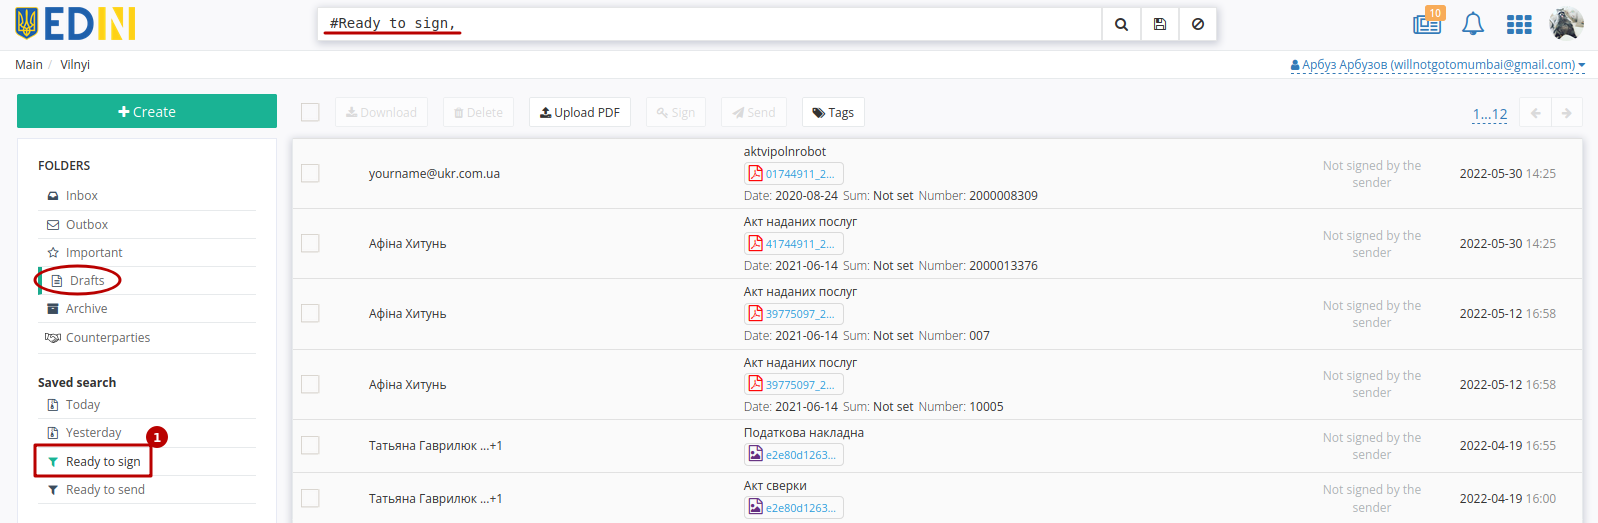 EDIN
#Ready to sign,
10
Main / Vilnyi
Арбуз Арбузов (willnotgotomumbai@gmail.com)
+ Create
Download
Delete
Upload PDF
Sign
Send
Tags
1...12
FOLDERS
Inbox
Outbox
Important
Drafts
Archive
Counterparties
Saved search
Today
Yesterday
1
Ready to sign
Ready to send
aktvipolnrobot
yourname@ukr.com.ua
01744911_2...
Date: 2020-08-24 Sum: Not set Number: 2000008309
Not signed by the
sender
2022-05-30 14:25
Акт наданих послуг
Афіна Хитунь
41744911_2...
Date: 2021-06-14 Sum: Not set Number: 2000013376
Not signed by the
sender
2022-05-30 14:25
Акт наданих послуг
Афіна Хитунь
39775097_2...
Date: 2021-06-14 Sum: Not set Number: 007
Not signed by the
sender
2022-05-12 16:58
Акт наданих послуг
Афіна Хитунь
39775097_2...
Date: 2021-06-14 Sum: Not set Number: 10005
Not signed by the
sender
2022-05-12 16:58
Податкова накладна
Татьяна Гаврилюк ...+1
e2e80d1263...
Not signed by the
sender
2022-04-19 16:55
Акт сверки
Татьяна Гаврилюк ...+1
e2e80d1263...
Not signed by the
sender
2022-04-19 16:00